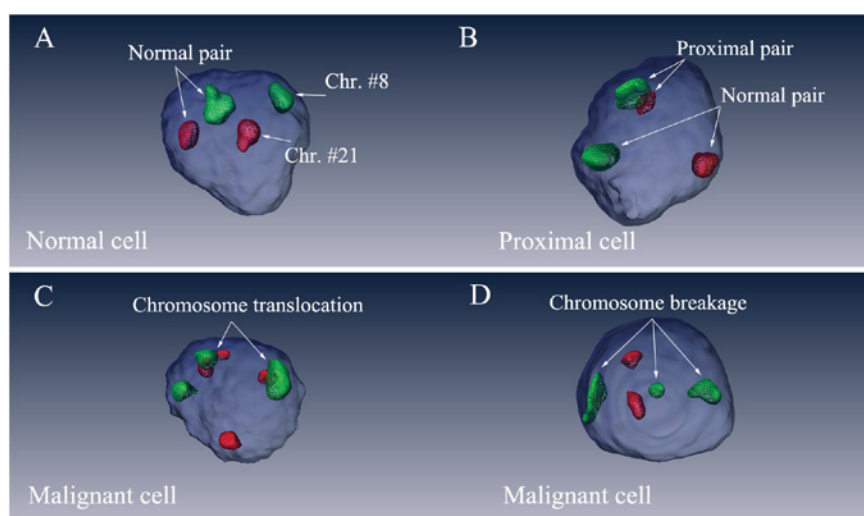 A
Normal pair
Chr. #8
Chr. #21
Normal cell
B
Proximal pair
Normal pair
Proximal cell
C
Chromosome translocation
Malignant cell
D
Chromosome breakage
Malignant cell